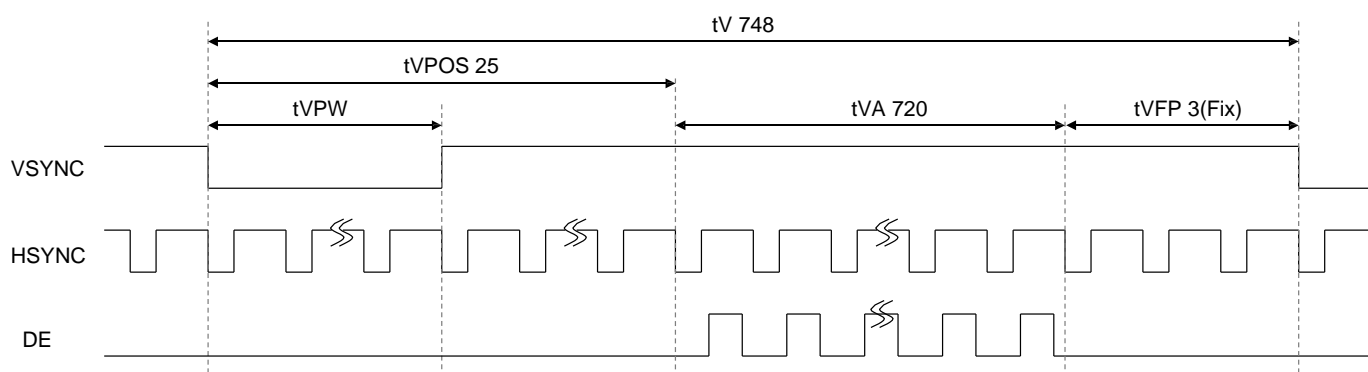 tV 748
tVPOS 25
tVPW
tVA 720
tVFP 3(Fix)
VSYNC
HSYNC
DE